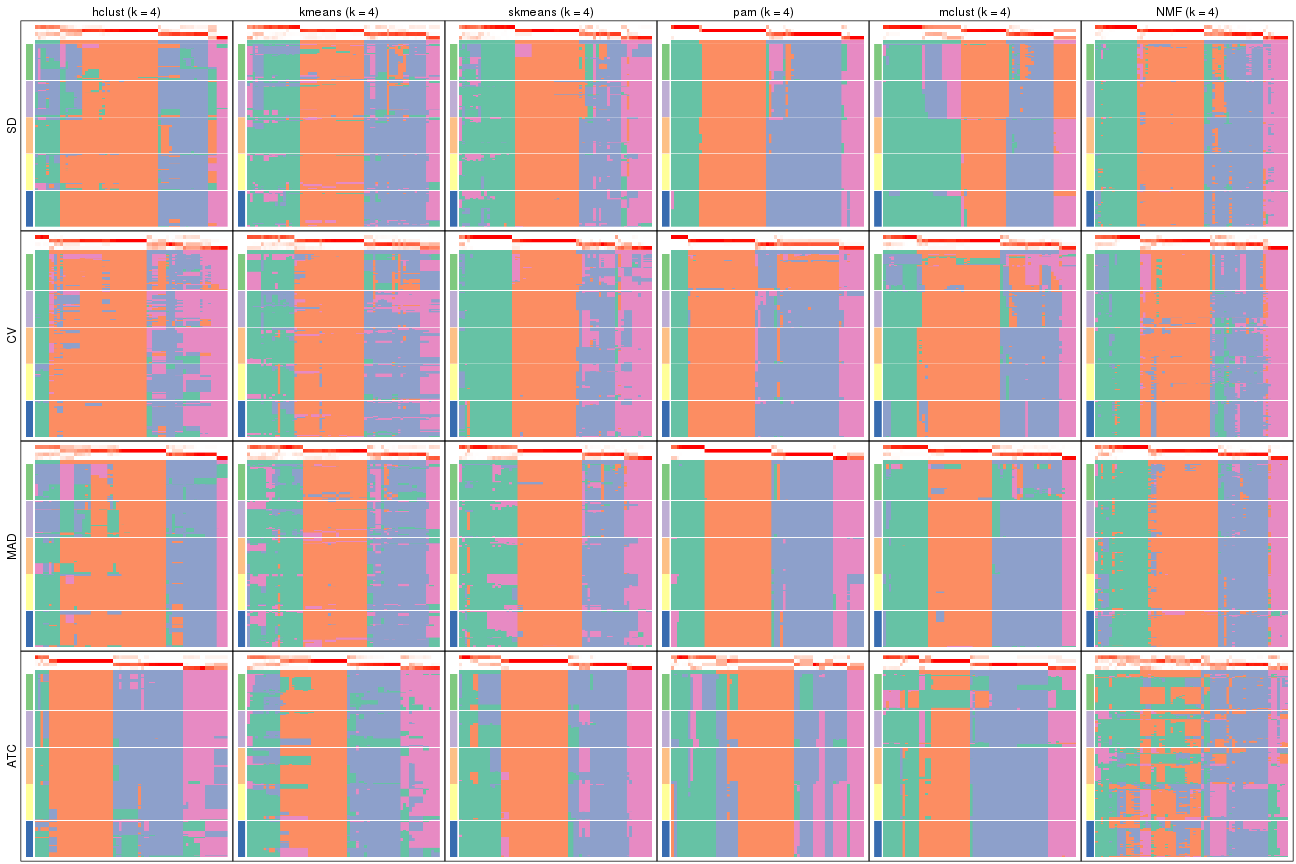 hclust (k = 4) kmeans (k = 4) skmeans (k = 4) pam (k = 4) mclust (k = 4) NMF (k = 4)
SD
CV
MAD
ATC